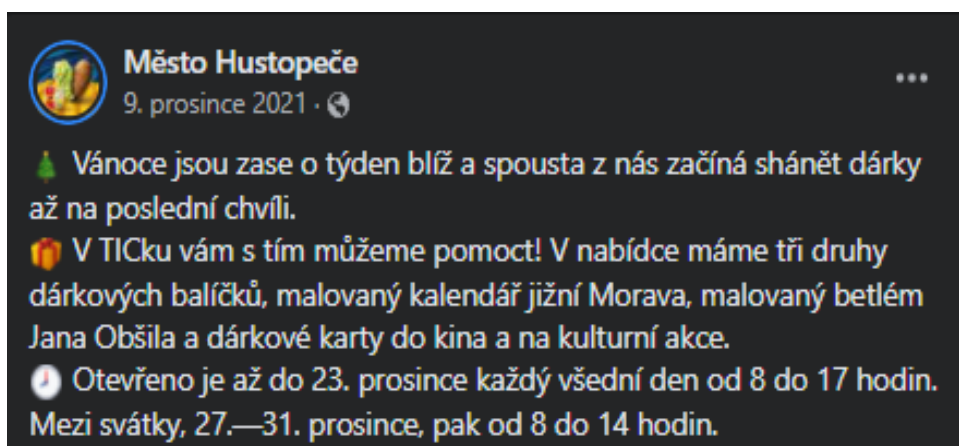 Město Hustopeče
9. prosince 2021 ·
🎄 Vánoce jsou zase o týden blíž a spousta z nás začíná shánět dárky
až na poslední chvíli.
🎁 V TICku vám s tím můžeme pomoct! V nabídce máme tři druhy
dárkových balíčků, malovaný kalendář jižní Morava, malovaný betlém
Jana Obšila a dárkové karty do kina a na kulturní akce.
🕗 Otevřeno je až do 23. prosince každý všední den od 8 do 17 hodin.
Mezi svátky, 27.—31. prosince, pak od 8 do 14 hodin.